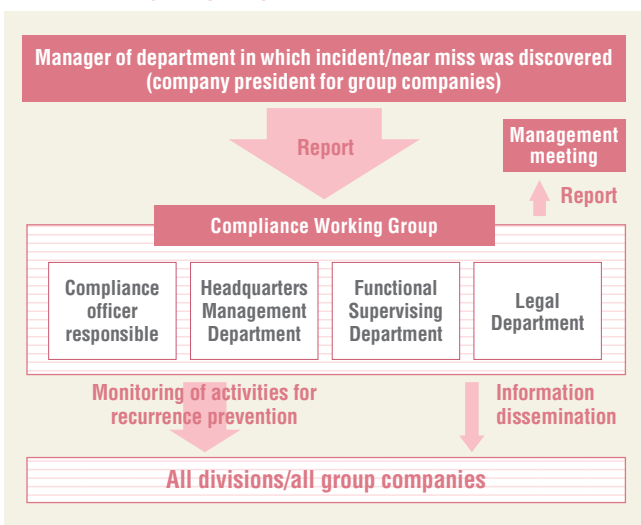 Manager of department in which incident/near miss was discovered
(company president for group companies)
Report
Management
meeting
Report
Compliance Working Group
Compliance
officer
responsible
Headquarters
Management
Department
Functional
Supervising
Department
Legal
Department
Monitoring of activities for
recurrence prevention
Information
dissemination
All divisions/all group companies